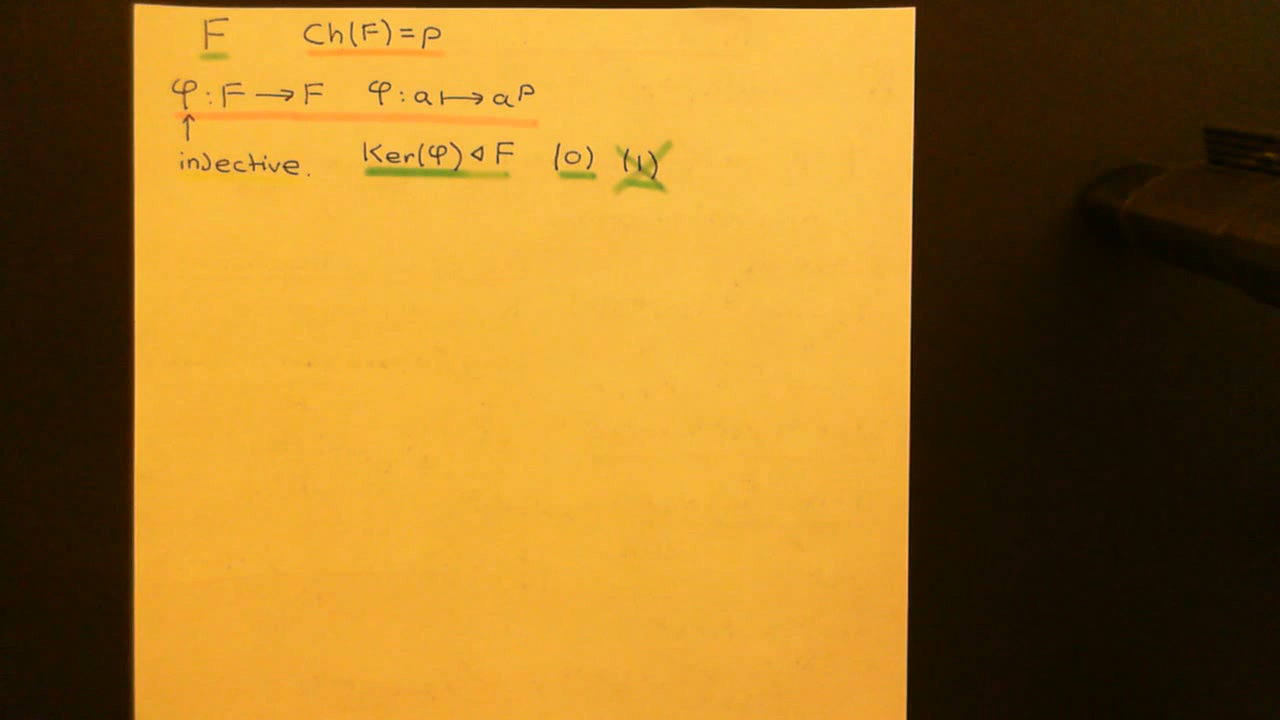 F Ch(F)=p
φ:F→F φ:a↦a^p
↑
injective. Ker(φ)◁F (0) (1)